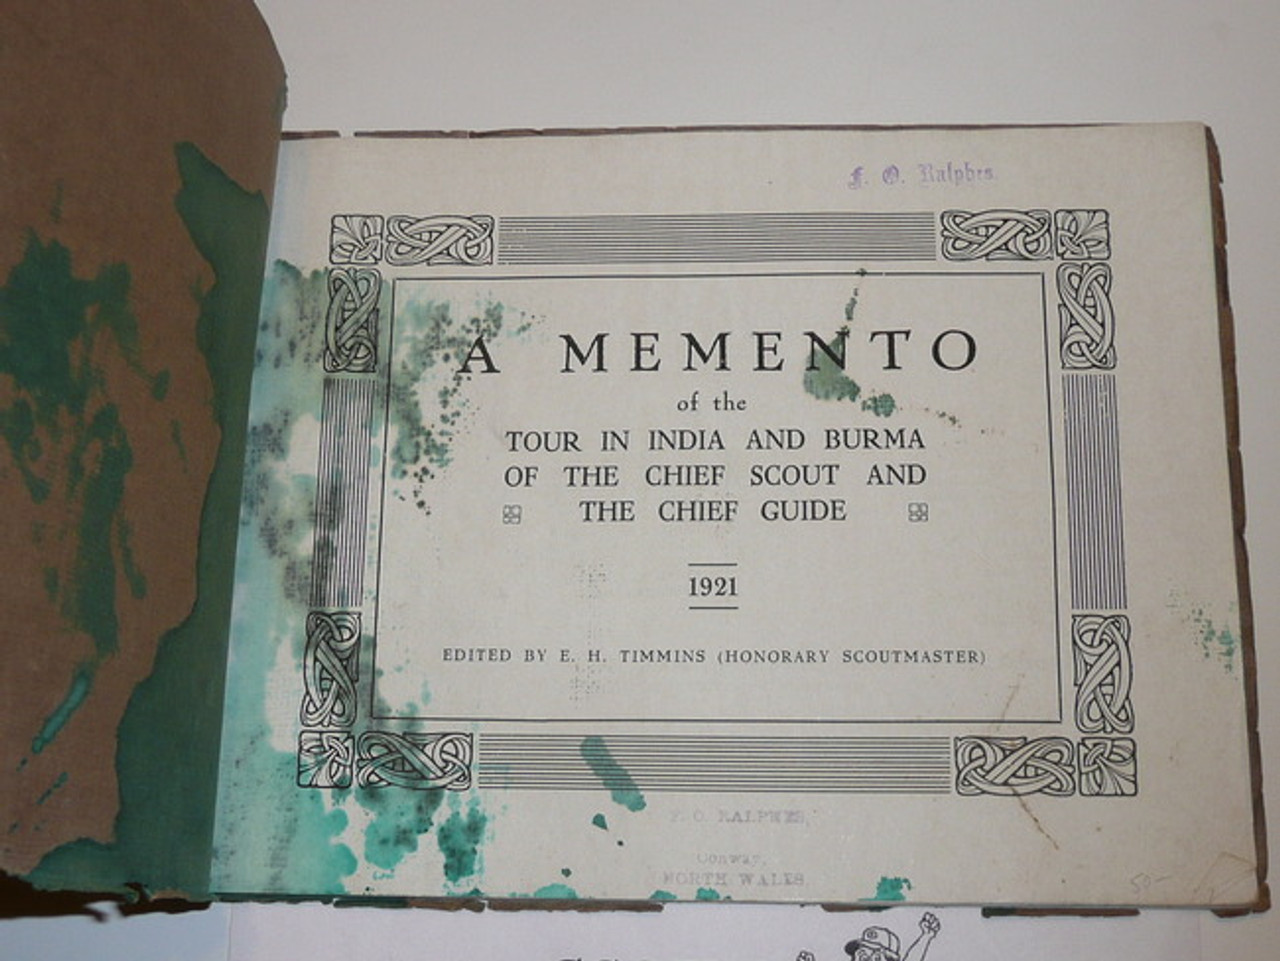 F. O. Ralphes.
A MEMENTO
of the
TOUR IN INDIA AND BURMA
OF THE CHIEF SCOUT AND
THE CHIEF GUIDE
1921
EDITED BY E. H. TIMMINS (HONORARY SCOUTMASTER)
F. O. RALPHES,
Conway,
NORTH WALES.
50-